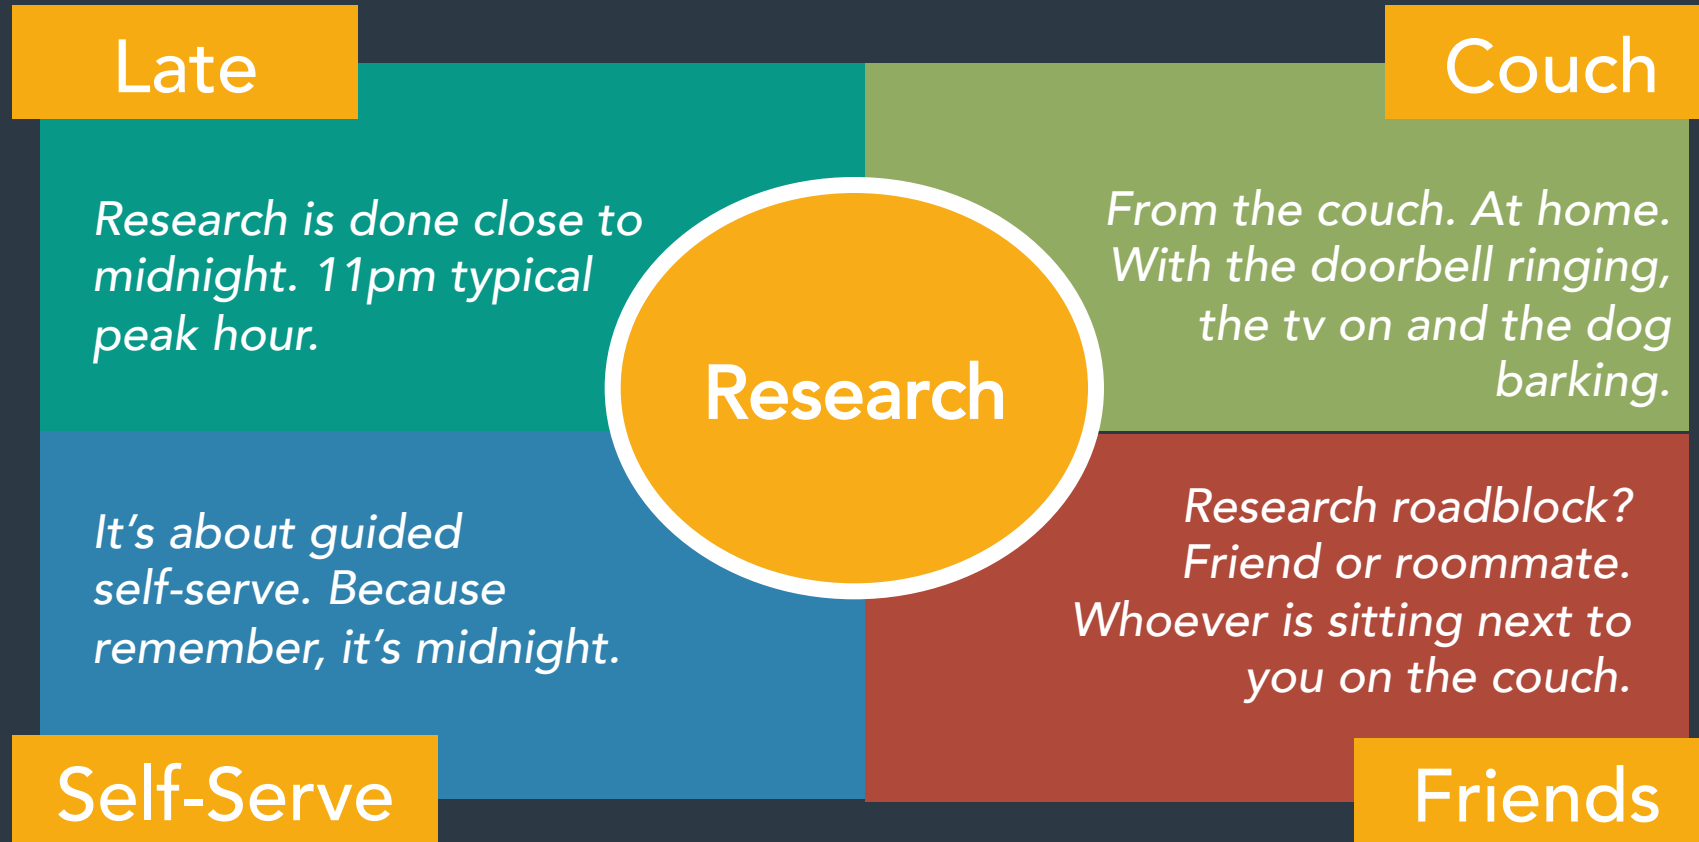 Late
Research is done close to
midnight. 11pm typical
peak hour.
Couch
From the couch. At home.
With the doorbell ringing,
the tv on and the dog
barking.
Research
It’s about guided
self-serve. Because
remember, it’s midnight.
Self-Serve
Research roadblock?
Friend or roommate.
Whoever is sitting next to
you on the couch.
Friends